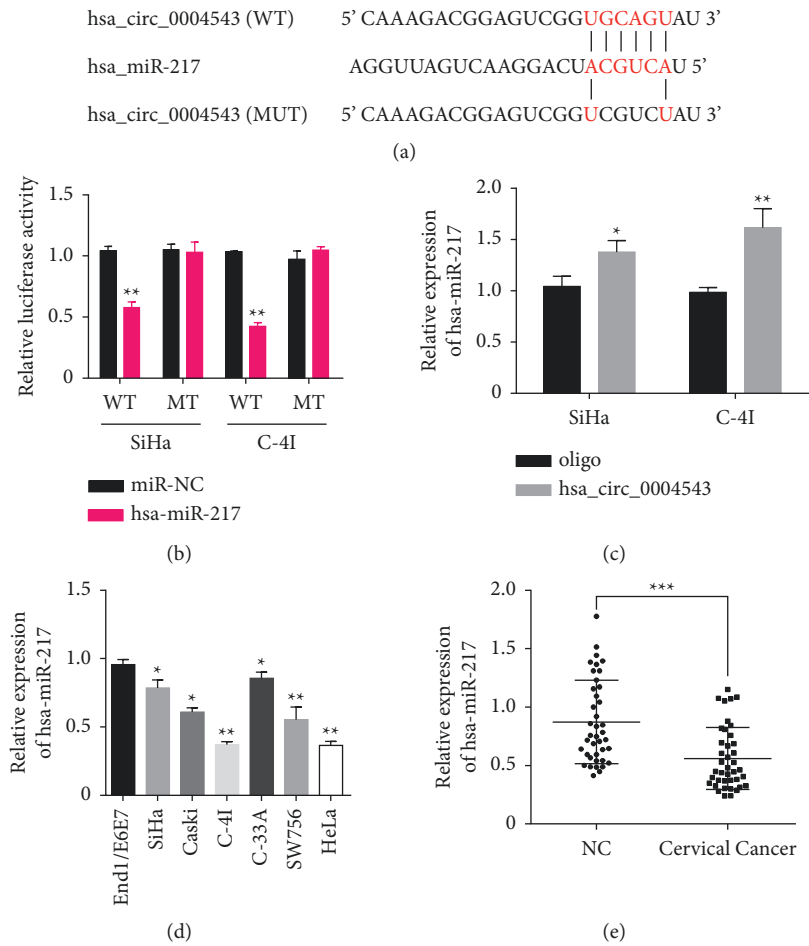 hsa_circ_0004543 (WT) 5’ CAAAGACGGAGUCGGUGCAGUAU 3’
hsa_miR-217 AGGUUAGUCAAGGACUACGUCAU 5’
hsa_circ_0004543 (MUT) 5’ CAAAGACGGAGUCGGUCGUCUAU 3’
(a)
Relative luciferase activity
1.5
1.0
0.5
0
** **
WT MT WT MT
SiHa C-4I
miR-NC
hsa-miR-217
(b)
Relative expression
of hsa-miR-217
2.0
1.5
1.0
0.5
0
* **
SiHa C-4I
oligo
hsa_circ_0004543
(c)
Relative expression
of hsa-miR-217
1.5
1.0
0.5
0
* * ** * ** **
End1/E6E7 SiHa Caski C-4I C-33A SW756 HeLa
(d)
Relative expression
of hsa-miR-217
2.0
1.5
1.0
0.5
0
***
NC Cervical Cancer
(e)